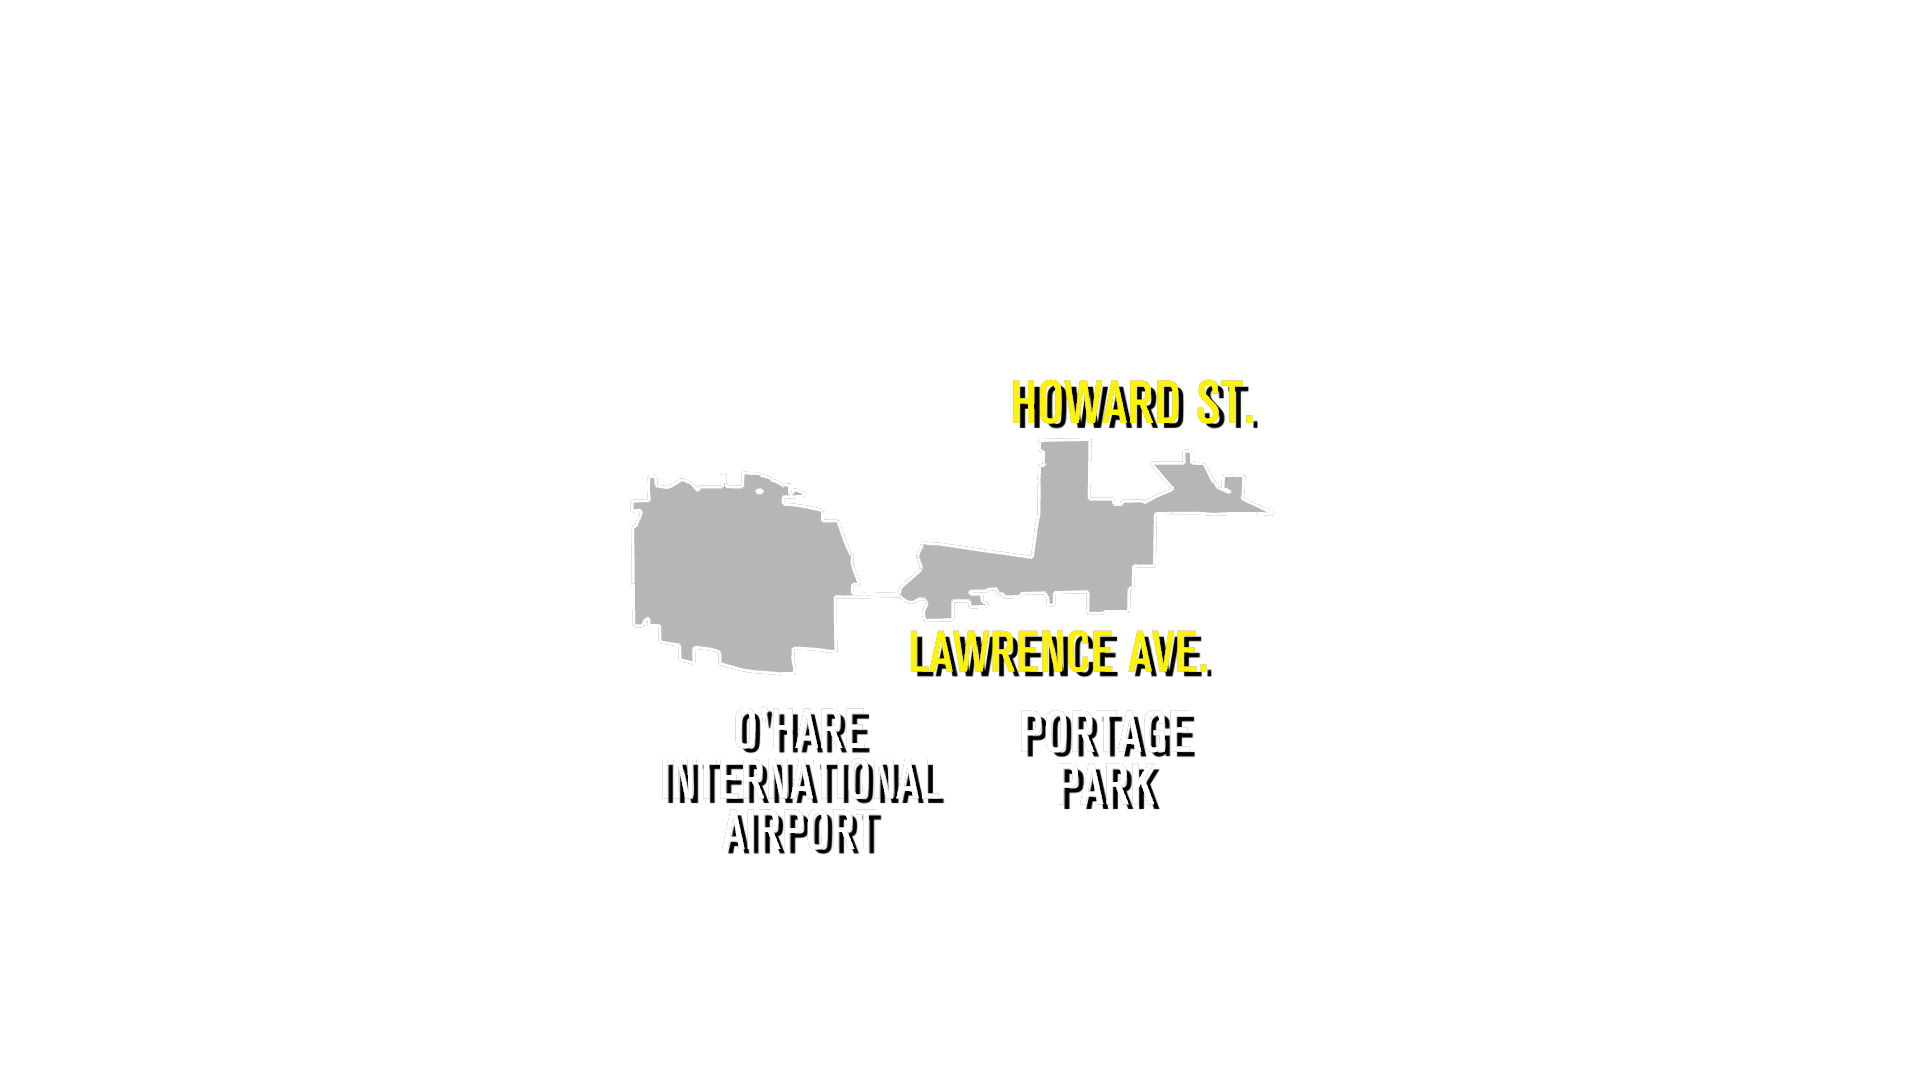 HOWARD ST.
LAWRENCE AVE.
O'HARE
INTERNATIONAL
AIRPORT
PORTAGE
PARK